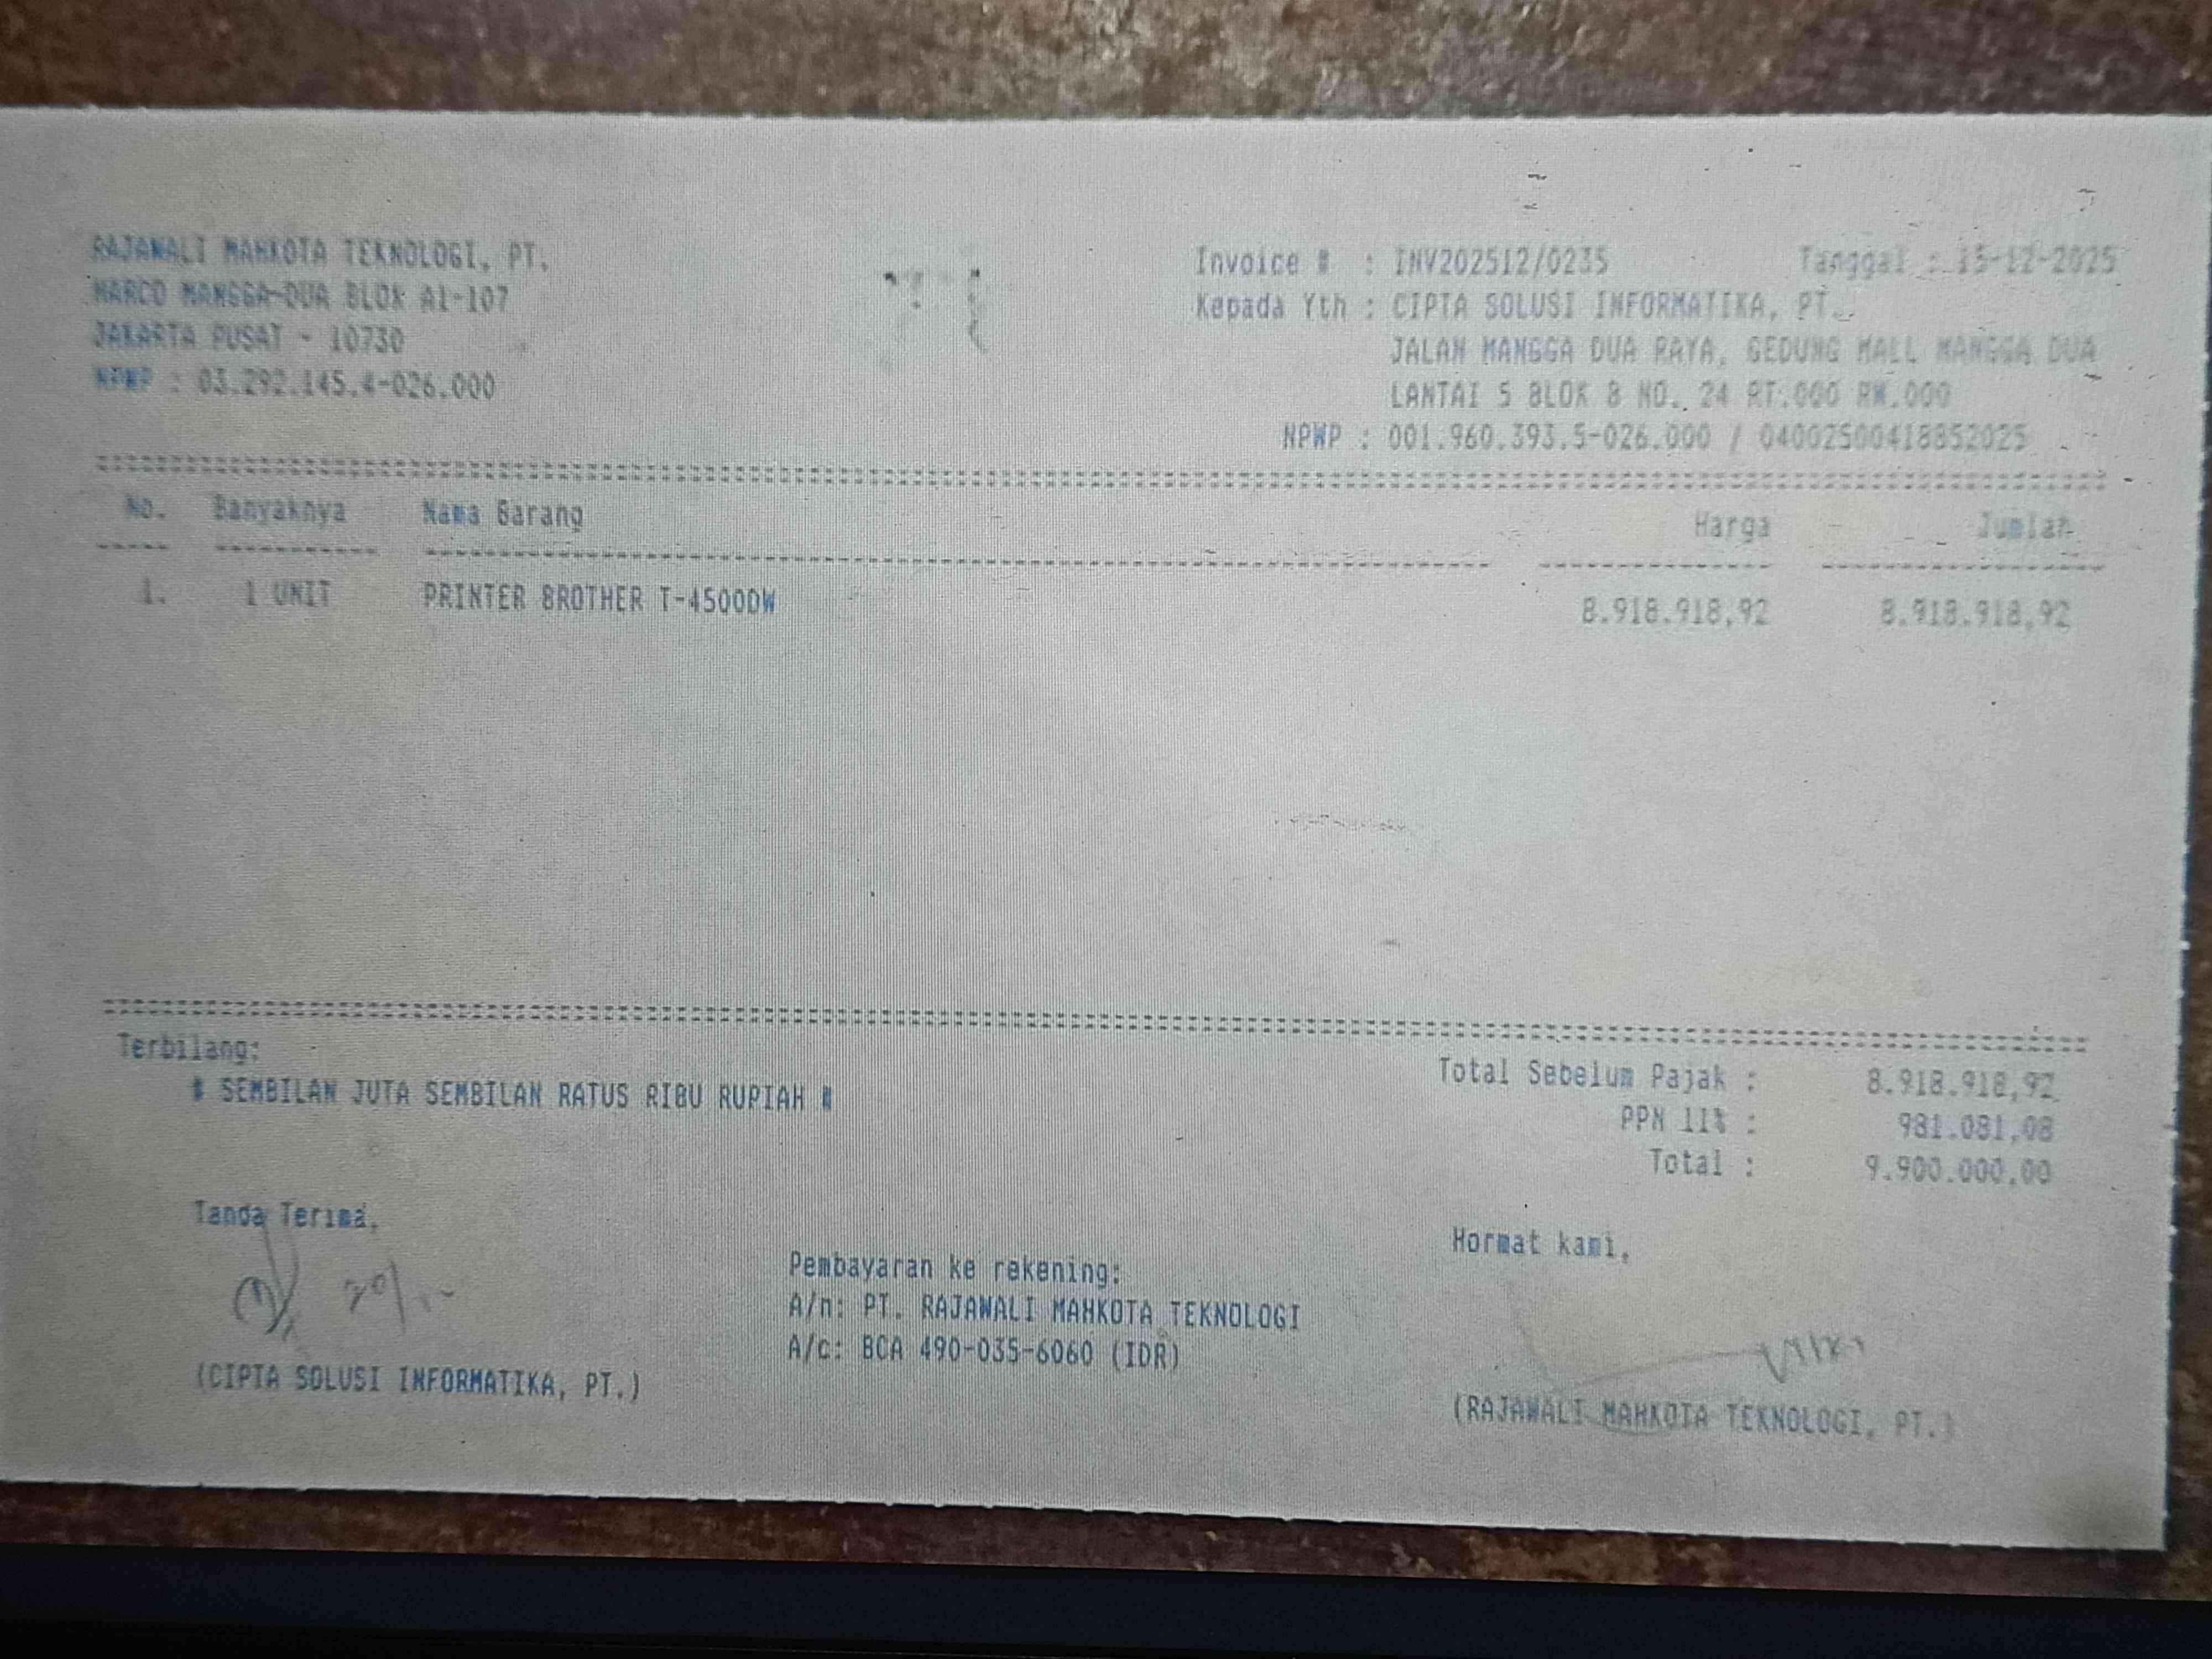 RAJAWALI MAHKOTA TEKNOLOGI, PT.
HARCO MANGGA-DUA BLOK A1-107
JAKARTA PUSAT - 10730
NPWP : 03.292.145.4-026.000
Invoice # : INV202512/0235 Tanggal : 15-12-2025
Kepada Yth : CIPTA SOLUSI INFORMATIKA, PT.
JALAN MANGGA DUA RAYA, GEDUNG MALL MANGGA DUA
LANTAI 5 BLOK B NO. 24 RT.000 RW.000
NPWP : 001.960.393.5-026.000 / 04002500418852025
No. Banyaknya Nama Barang Harga Jumlah
1. 1 UNIT PRINTER BROTHER T-4500DW 8.918.918,92 8.918.918,92
Terbilang:
# SEMBILAN JUTA SEMBILAN RATUS RIBU RUPIAH #
Total Sebelum Pajak : 8.918.918,92
PPN 11% : 981.081,08
Total : 9.900.000,00
Tanda Terima,
(CIPTA SOLUSI INFORMATIKA, PT.)
Pembayaran ke rekening:
A/n: PT. RAJAWALI MAHKOTA TEKNOLOGI
A/c: BCA 490-035-6060 (IDR)
Hormat kami,
(RAJAWALI MAHKOTA TEKNOLOGI, PT.)